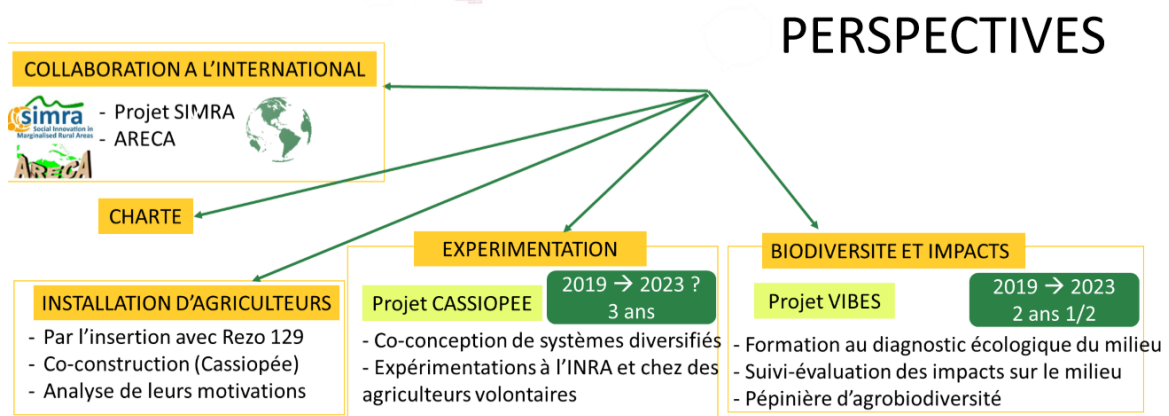 PERSPECTIVES
COLLABORATION A L'INTERNATIONAL
simra
Social Innovation in
Marginalised Rural Areas
ARECA
- Projet SIMRA
- ARECA
CHARTE
INSTALLATION D'AGRICULTEURS
- Par l'insertion avec Rezo 129
- Co-construction (Cassiopée)
- Analyse de leurs motivations
EXPERIMENTATION
Projet CASSIOPEE
2019 → 2023 ?
3 ans
- Co-conception de systèmes diversifiés
- Expérimentations à l'INRA et chez des
agriculteurs volontaires
BIODIVERSITE ET IMPACTS
Projet VIBES
2019 → 2023
2 ans 1/2
- Formation au diagnostic écologique du milieu
- Suivi-évaluation des impacts sur le milieu
- Pépinière d'agrobiodiversité